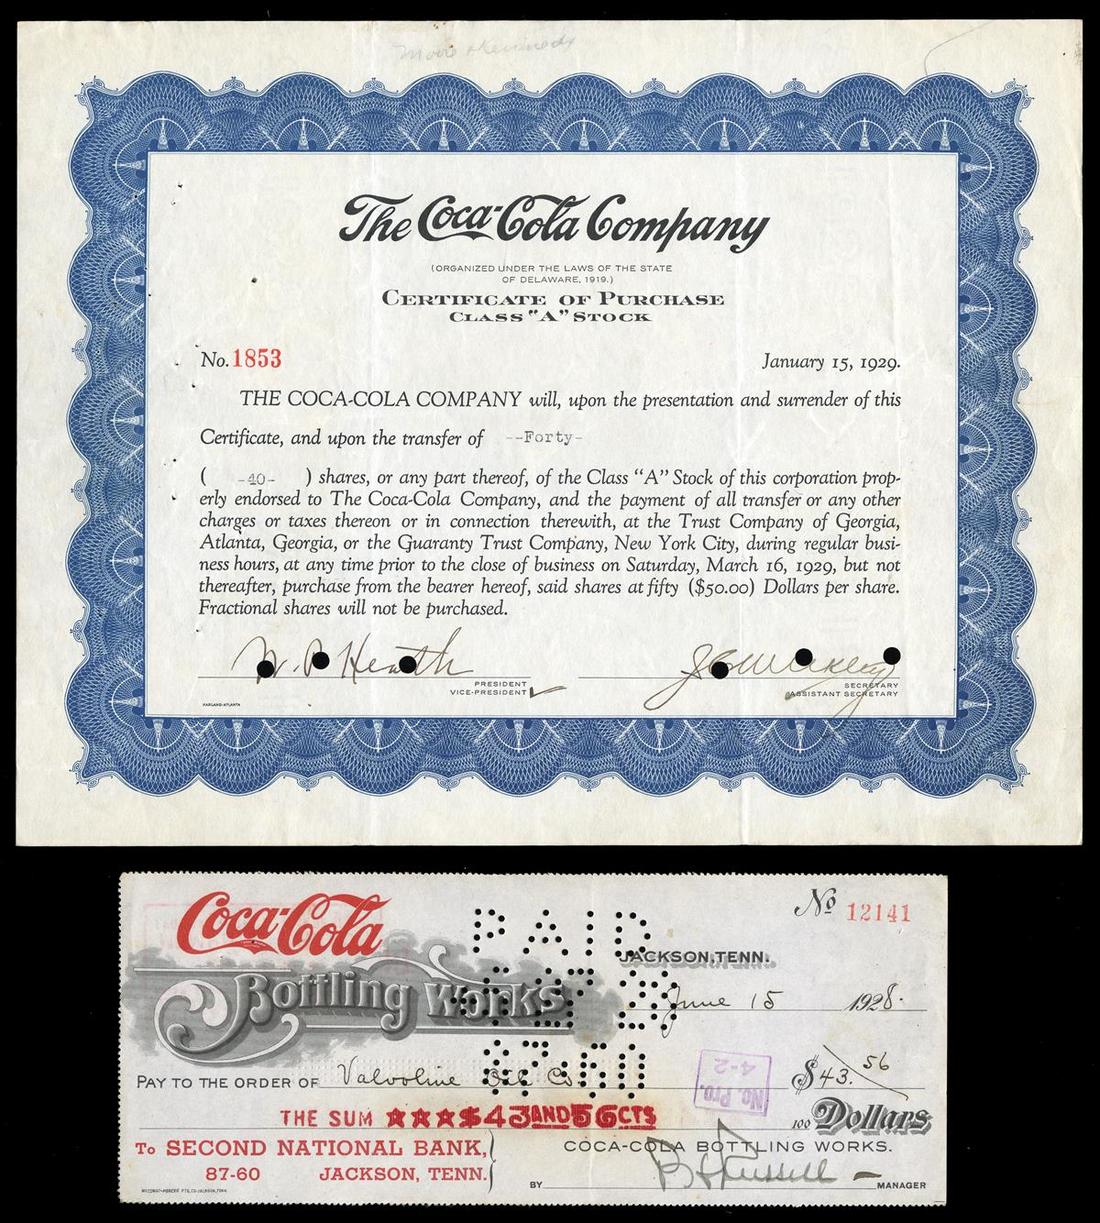 The Coca-Cola Company
(ORGANIZED UNDER THE LAWS OF THE STATE
OF DELAWARE, 1919.)
CERTIFICATE OF PURCHASE
CLASS "A" STOCK
No. 1853 January 15, 1929.
THE COCA-COLA COMPANY will, upon the presentation and surrender of this
Certificate, and upon the transfer of --Forty-
( -40- ) shares, or any part thereof, of the Class "A" Stock of this corporation prop-
erly endorsed to The Coca-Cola Company, and the payment of all transfer or any other
charges or taxes thereon or in connection therewith, at the Trust Company of Georgia,
Atlanta, Georgia, or the Guaranty Trust Company, New York City, during regular busi-
ness hours, at any time prior to the close of business on Saturday, March 16, 1929, but not
thereafter, purchase from the bearer hereof, said shares at fifty ($50.00) Dollars per share.
Fractional shares will not be purchased.
W. P. Heath
PRESIDENT
VICE-PRESIDENT
SECRETARY
ASSISTANT SECRETARY
HARLAND-ATLANTA
Coca-Cola
Bottling Works
No 12141
PAID
JACKSON, TENN.
June 15 1928.
87-60
PAY TO THE ORDER OF Valvoline Oil Co $43.56
No. Pro.
4-2
THE SUM ★★★$43AND56CTS 100 Dollars
To SECOND NATIONAL BANK,
87-60 JACKSON, TENN.
COCA-COLA BOTTLING WORKS.
BY Russell MANAGER